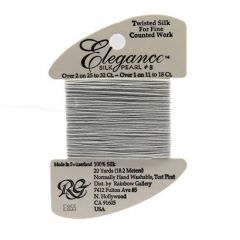 Twisted Silk
For Fine
Counted Work
Elegance
SILK PEARL #8
Over 2 on 25 to 32 Ct. Over 1 on 11 to 18 Ct.
Made in Switzerland 100% Silk
20 Yards (18.2 Meters)
Normally Hand Washable, Test First
Dist. by Rainbow Gallery
7412 Fulton Ave #5
N. Hollywood
CA 91605
USA
RG
E855